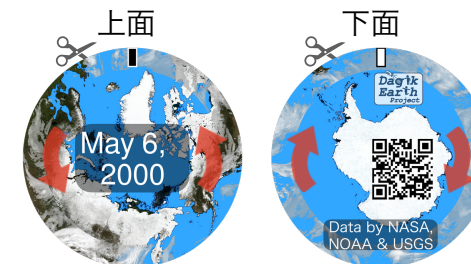 上面
下面
May 6,
2000
Dagik
Earth
Project
Data by NASA,
NOAA & USGS